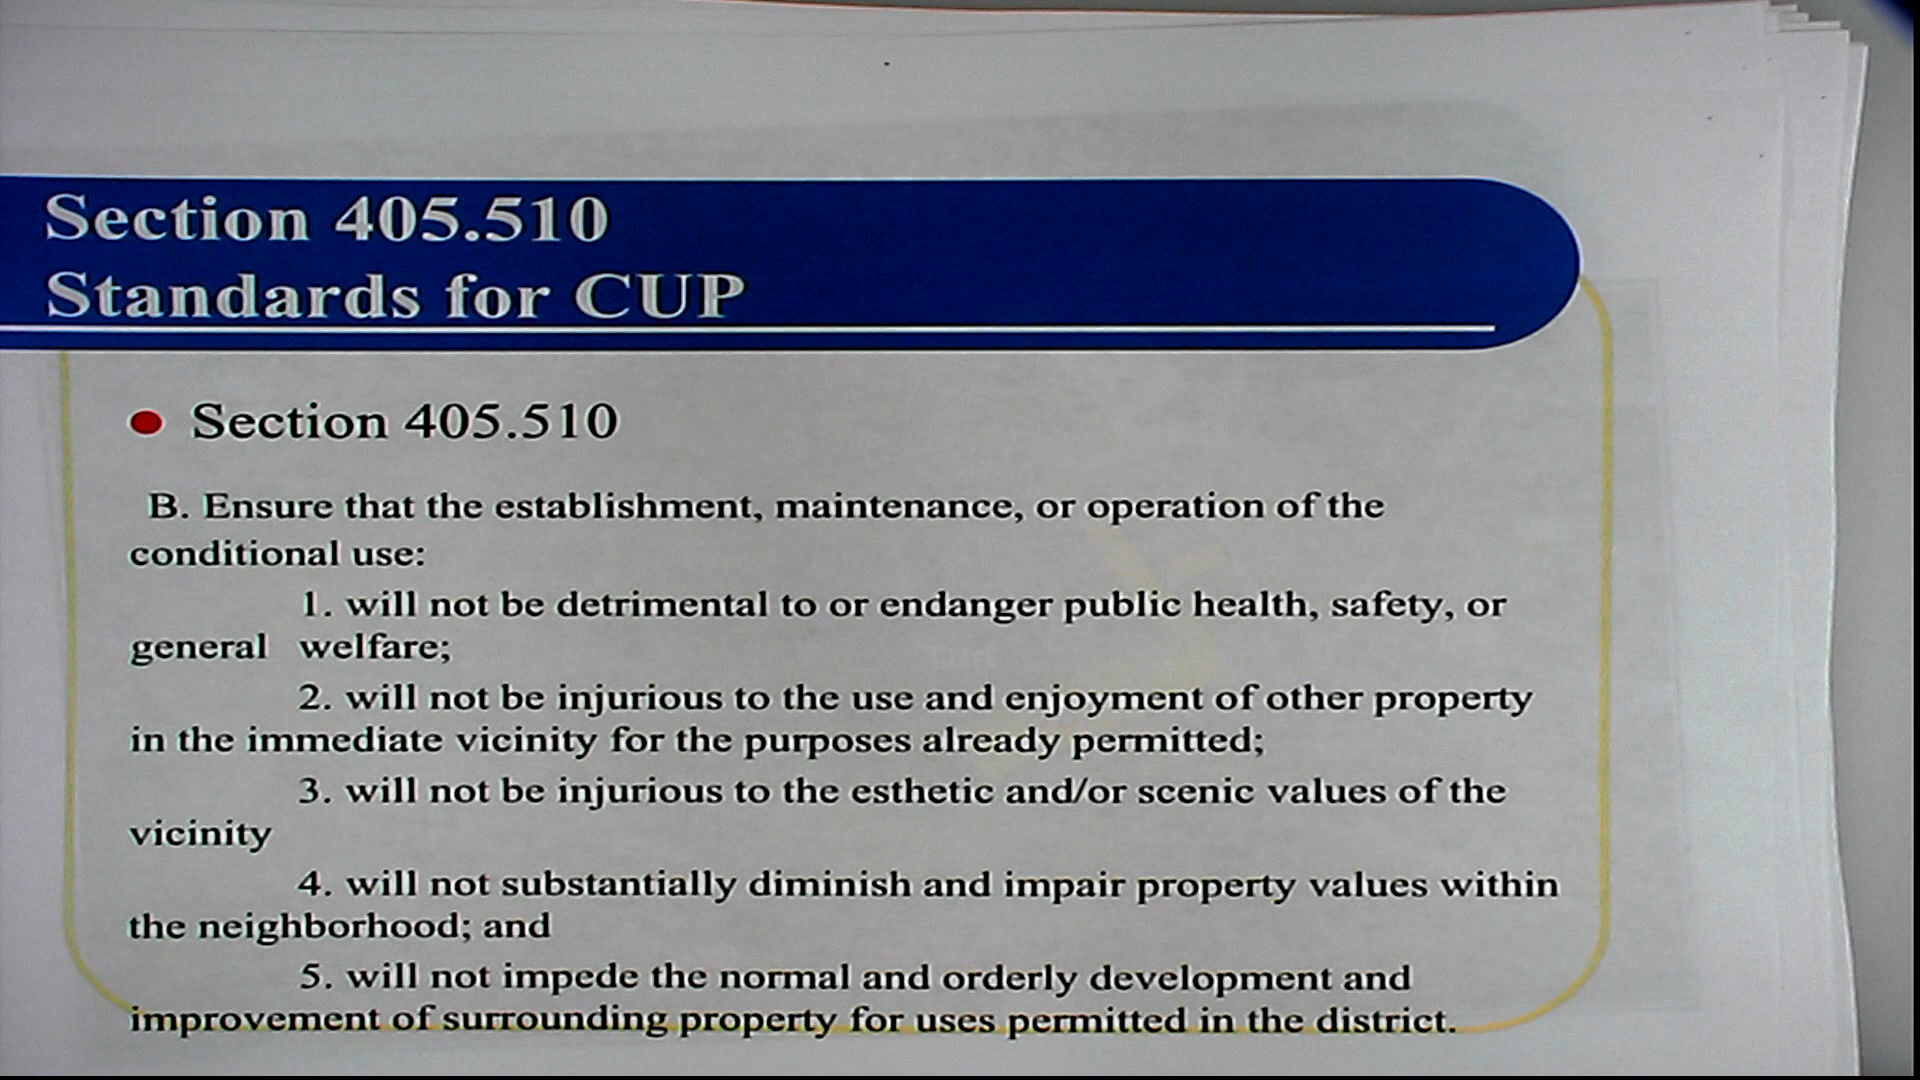 Section 405.510
Standards for CUP
Section 405.510
B. Ensure that the establishment, maintenance, or operation of the
conditional use:
1. will not be detrimental to or endanger public health, safety, or
general welfare;
2. will not be injurious to the use and enjoyment of other property
in the immediate vicinity for the purposes already permitted;
3. will not be injurious to the esthetic and/or scenic values of the
vicinity
4. will not substantially diminish and impair property values within
the neighborhood; and
5. will not impede the normal and orderly development and
improvement of surrounding property for uses permitted in the district.